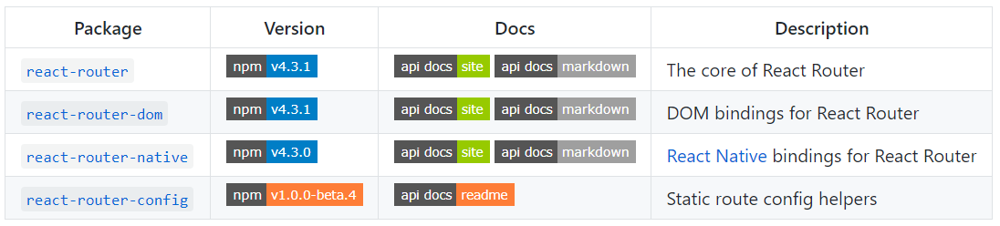 Package Version Docs Description
react-router npm v4.3.1 api docs site api docs markdown The core of React Router
react-router-dom npm v4.3.1 api docs site api docs markdown DOM bindings for React Router
react-router-native npm v4.3.0 api docs site api docs markdown React Native bindings for React Router
react-router-config npm v1.0.0-beta.4 api docs readme Static route config helpers